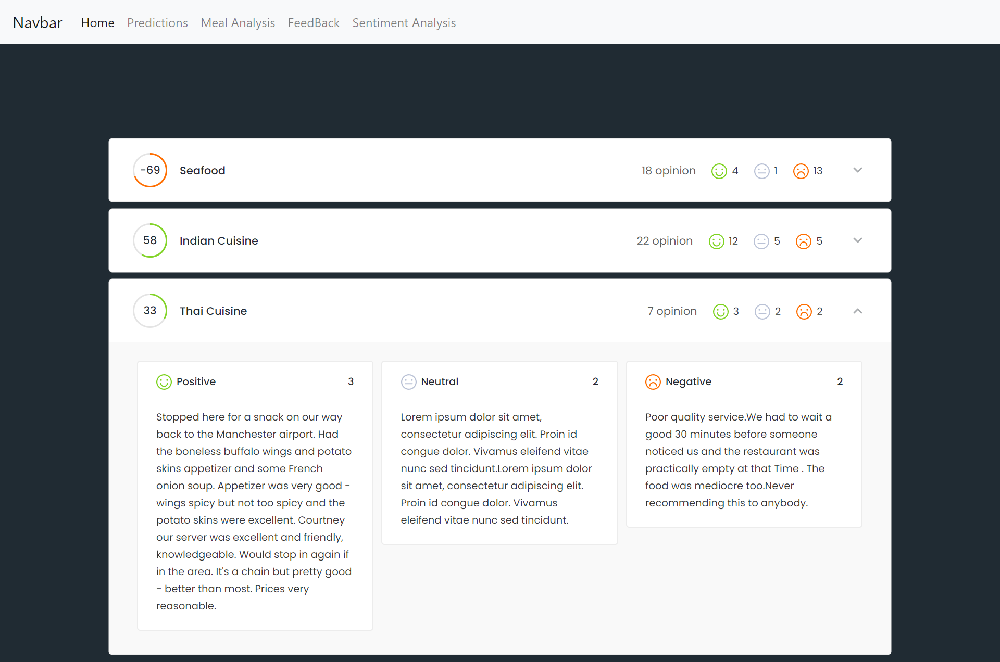 Navbar Home Predictions Meal Analysis FeedBack Sentiment Analysis
-69 Seafood 18 opinion 4 1 13
58 Indian Cuisine 22 opinion 12 5 5
33 Thai Cuisine 7 opinion 3 2 2
Positive 3
Stopped here for a snack on our way
back to the Manchester airport. Had
the boneless buffalo wings and potato
skins appetizer and some French
onion soup. Appetizer was very good -
wings spicy but not too spicy and the
potato skins were excellent. Courtney
our server was excellent and friendly,
knowledgeable. Would stop in again if
in the area. It's a chain but pretty good
- better than most. Prices very
reasonable.
Neutral 2
Lorem ipsum dolor sit amet,
consectetur adipiscing elit. Proin id
congue dolor. Vivamus eleifend vitae
nunc sed tincidunt.Lorem ipsum dolor
sit amet, consectetur adipiscing elit.
Proin id congue dolor. Vivamus
eleifend vitae nunc sed tincidunt.
Negative 2
Poor quality service.We had to wait a
good 30 minutes before someone
noticed us and the restaurant was
practically empty at that Time . The
food was mediocre too.Never
recommending this to anybody.